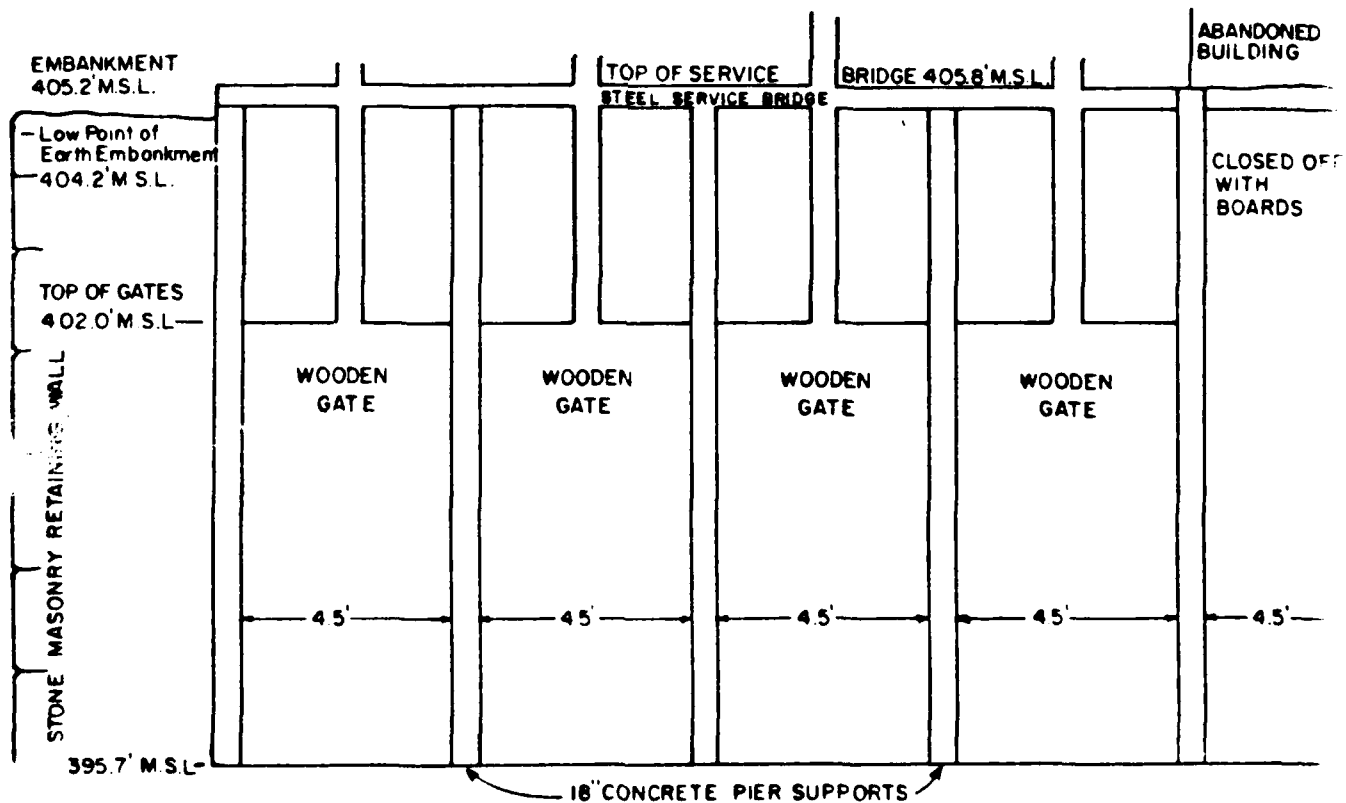 EMBANKMENT
405.2' M.S.L.
TOP OF SERVICE BRIDGE 405.8' M.S.L.
STEEL SERVICE BRIDGE
ABANDONED
BUILDING
Low Point of
Earth Embankment
404.2' M S.L.
CLOSED OFF
WITH
BOARDS
TOP OF GATES
402.0' M.S.L
STONE MASONRY RETAINING WALL
WOODEN
GATE
WOODEN
GATE
WOODEN
GATE
WOODEN
GATE
4.5' 4.5' 4.5' 4.5' 4.5'
395.7' M.S.L
18" CONCRETE PIER SUPPORTS